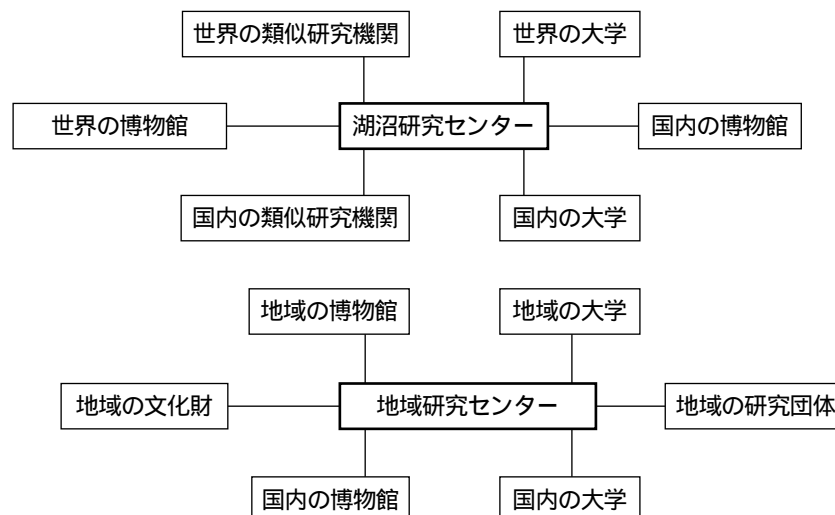 世界の類似研究機関
世界の大学
世界の博物館
湖沼研究センター
国内の博物館
国内の類似研究機関
国内の大学
地域の博物館
地域の大学
地域の文化財
地域研究センター
地域の研究団体
国内の博物館
国内の大学